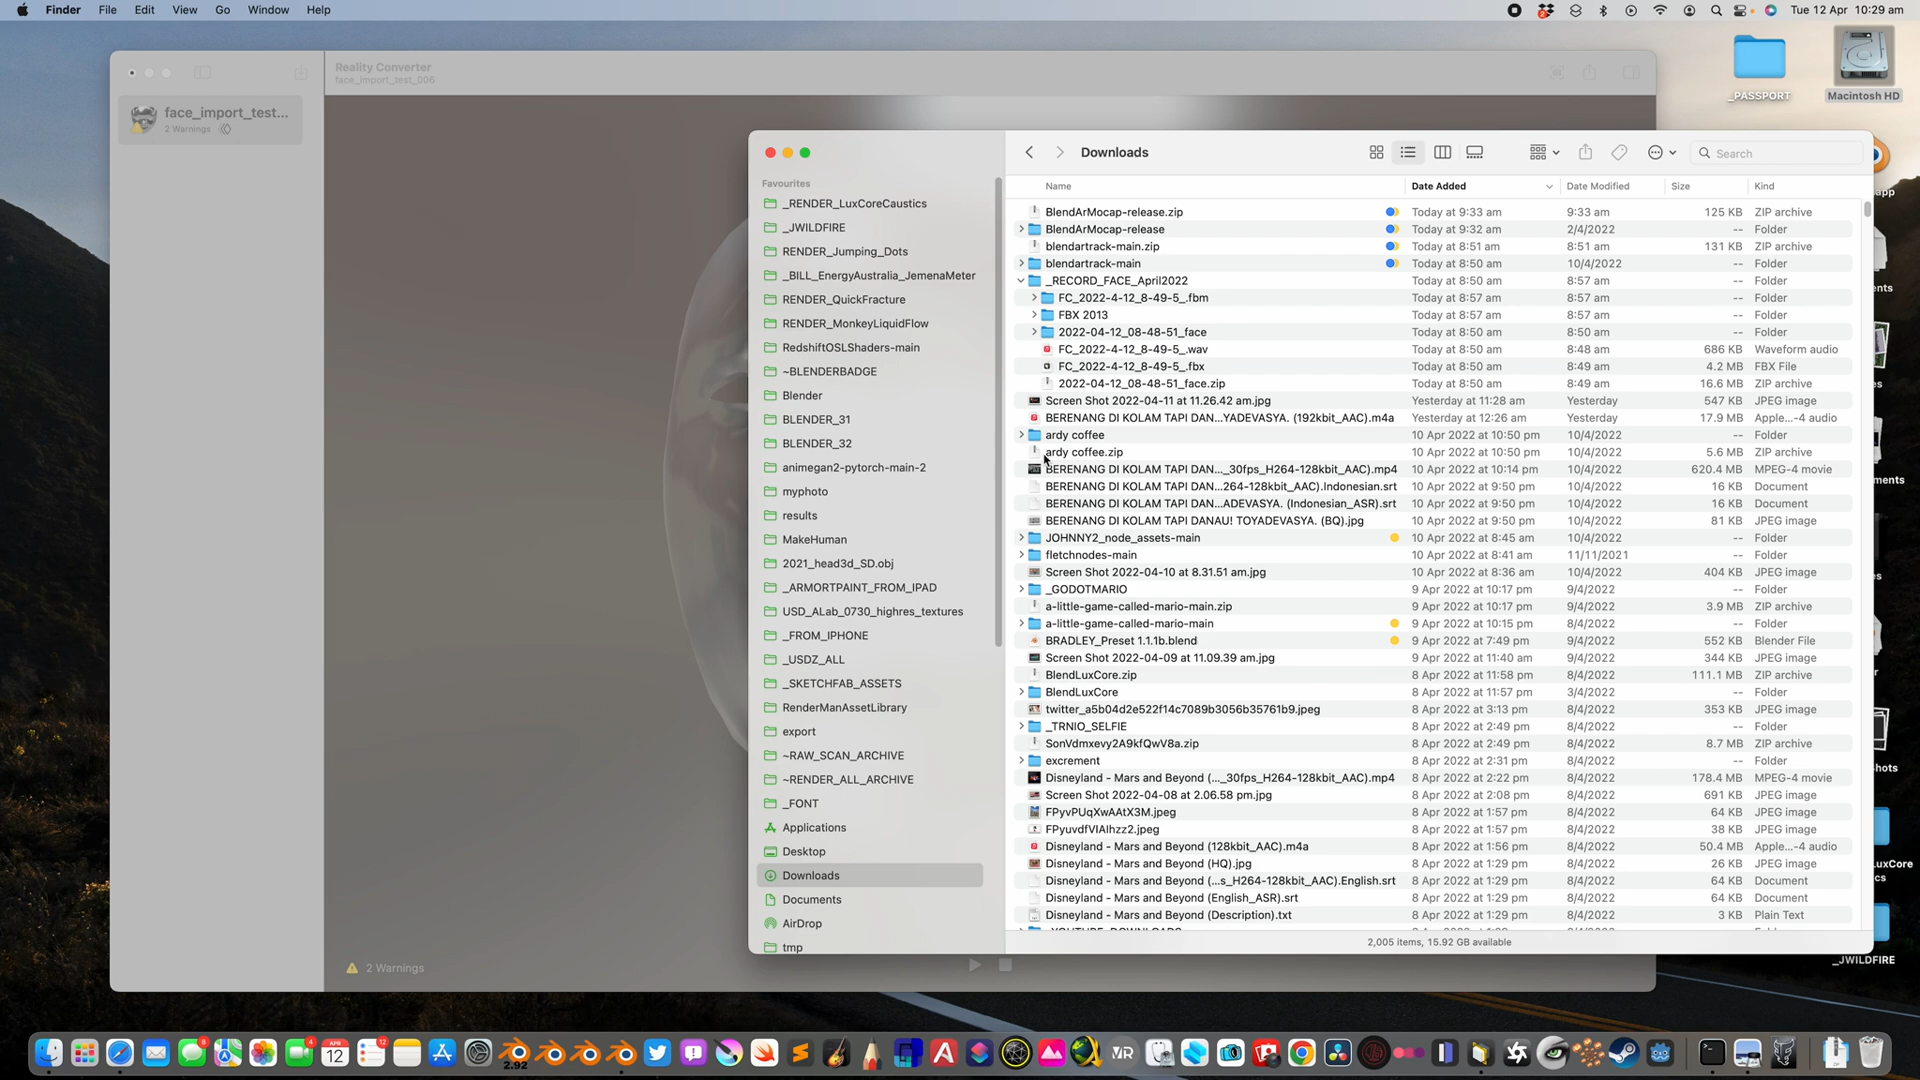 Finder File Edit View Go Window Help
Tue 12 Apr 10:29 am
Reality Converter
face_import_test_006
face_import_test...
2 Warnings
2 Warnings
_PASSPORT
Macintosh HD
_JWILDFIRE
Downloads
Search
Favourites
_RENDER_LuxCoreCaustics
_JWILDFIRE
RENDER_Jumping_Dots
_BILL_EnergyAustralia_JemenaMeter
RENDER_QuickFracture
RENDER_MonkeyLiquidFlow
RedshiftOSLShaders-main
~BLENDERBADGE
Blender
BLENDER_31
BLENDER_32
animegan2-pytorch-main-2
myphoto
results
MakeHuman
2021_head3d_SD.obj
_ARMORTPAINT_FROM_IPAD
USD_ALab_0730_highres_textures
_FROM_IPHONE
_USDZ_ALL
_SKETCHFAB_ASSETS
RenderManAssetLibrary
export
~RAW_SCAN_ARCHIVE
~RENDER_ALL_ARCHIVE
_FONT
Applications
Desktop
Downloads
Documents
AirDrop
tmp
Name Date Added Date Modified Size Kind
BlendArMocap-release.zip Today at 9:33 am 9:33 am 125 KB ZIP archive
BlendArMocap-release Today at 9:32 am 2/4/2022 -- Folder
blendartrack-main.zip Today at 8:51 am 8:51 am 131 KB ZIP archive
blendartrack-main Today at 8:50 am 10/4/2022 -- Folder
_RECORD_FACE_April2022 Today at 8:50 am 8:57 am -- Folder
FC_2022-4-12_8-49-5_.fbm Today at 8:57 am 8:57 am -- Folder
FBX 2013 Today at 8:57 am 8:57 am -- Folder
2022-04-12_08-48-51_face Today at 8:50 am 8:50 am -- Folder
FC_2022-4-12_8-49-5_.wav Today at 8:50 am 8:48 am 686 KB Waveform audio
FC_2022-4-12_8-49-5_.fbx Today at 8:50 am 8:49 am 4.2 MB FBX File
2022-04-12_08-48-51_face.zip Today at 8:50 am 8:49 am 16.6 MB ZIP archive
Screen Shot 2022-04-11 at 11.26.42 am.jpg Yesterday at 11:28 am Yesterday 547 KB JPEG image
BERENANG DI KOLAM TAPI DAN...YADEVASYA. (192kbit_AAC).m4a Yesterday at 12:26 am Yesterday 17.9 MB Apple...-4 audio
ardy coffee 10 Apr 2022 at 10:50 pm 10/4/2022 -- Folder
ardy coffee.zip 10 Apr 2022 at 10:50 pm 10/4/2022 5.6 MB ZIP archive
BERENANG DI KOLAM TAPI DAN..._30fps_H264-128kbit_AAC).mp4 10 Apr 2022 at 10:14 pm 10/4/2022 620.4 MB MPEG-4 movie
BERENANG DI KOLAM TAPI DAN...264-128kbit_AAC).Indonesian.srt 10 Apr 2022 at 9:50 pm 10/4/2022 16 KB Document
BERENANG DI KOLAM TAPI DAN...ADEVASYA. (Indonesian_ASR).srt 10 Apr 2022 at 9:50 pm 10/4/2022 16 KB Document
BERENANG DI KOLAM TAPI DANAU! TOYADEVASYA. (BQ).jpg 10 Apr 2022 at 9:50 pm 10/4/2022 81 KB JPEG image
JOHNNY2_node_assets-main 10 Apr 2022 at 8:45 am 10/4/2022 -- Folder
fletchnodes-main 10 Apr 2022 at 8:41 am 11/11/2021 -- Folder
Screen Shot 2022-04-10 at 8.31.51 am.jpg 10 Apr 2022 at 8:36 am 10/4/2022 404 KB JPEG image
_GODOTMARIO 9 Apr 2022 at 10:17 pm 9/4/2022 -- Folder
a-little-game-called-mario-main.zip 9 Apr 2022 at 10:17 pm 9/4/2022 3.9 MB ZIP archive
a-little-game-called-mario-main 9 Apr 2022 at 10:15 pm 8/4/2022 -- Folder
BRADLEY_Preset 1.1.1b.blend 9 Apr 2022 at 7:49 pm 9/4/2022 552 KB Blender File
Screen Shot 2022-04-09 at 11.09.39 am.jpg 9 Apr 2022 at 11:40 am 9/4/2022 344 KB JPEG image
BlendLuxCore.zip 8 Apr 2022 at 11:58 pm 8/4/2022 111.1 MB ZIP archive
BlendLuxCore 8 Apr 2022 at 11:57 pm 3/4/2022 -- Folder
twitter_a5b04d2e522f14c7089b3056b35761b9.jpeg 8 Apr 2022 at 3:13 pm 8/4/2022 353 KB JPEG image
_TRNIO_SELFIE 8 Apr 2022 at 2:49 pm 8/4/2022 -- Folder
SonVdmxevy2A9kfQwV8a.zip 8 Apr 2022 at 2:49 pm 8/4/2022 8.7 MB ZIP archive
excrement 8 Apr 2022 at 2:31 pm 8/4/2022 -- Folder
Disneyland - Mars and Beyond (..._30fps_H264-128kbit_AAC).mp4 8 Apr 2022 at 2:22 pm 8/4/2022 178.4 MB MPEG-4 movie
Screen Shot 2022-04-08 at 2.06.58 pm.jpg 8 Apr 2022 at 2:08 pm 8/4/2022 691 KB JPEG image
FPyvPUqXwAAtX3M.jpeg 8 Apr 2022 at 1:57 pm 8/4/2022 64 KB JPEG image
FPyuvdfVIAIhzz2.jpeg 8 Apr 2022 at 1:57 pm 8/4/2022 38 KB JPEG image
Disneyland - Mars and Beyond (128kbit_AAC).m4a 8 Apr 2022 at 1:56 pm 8/4/2022 50.4 MB Apple...-4 audio
Disneyland - Mars and Beyond (HQ).jpg 8 Apr 2022 at 1:29 pm 8/4/2022 26 KB JPEG image
Disneyland - Mars and Beyond (...s_H264-128kbit_AAC).English.srt 8 Apr 2022 at 1:29 pm 8/4/2022 64 KB Document
Disneyland - Mars and Beyond (English_ASR).srt 8 Apr 2022 at 1:29 pm 8/4/2022 64 KB Document
Disneyland - Mars and Beyond (Description).txt 8 Apr 2022 at 1:29 pm 8/4/2022 3 KB Plain Text
2,005 items, 15.92 GB available
APR
12
2.92
VR